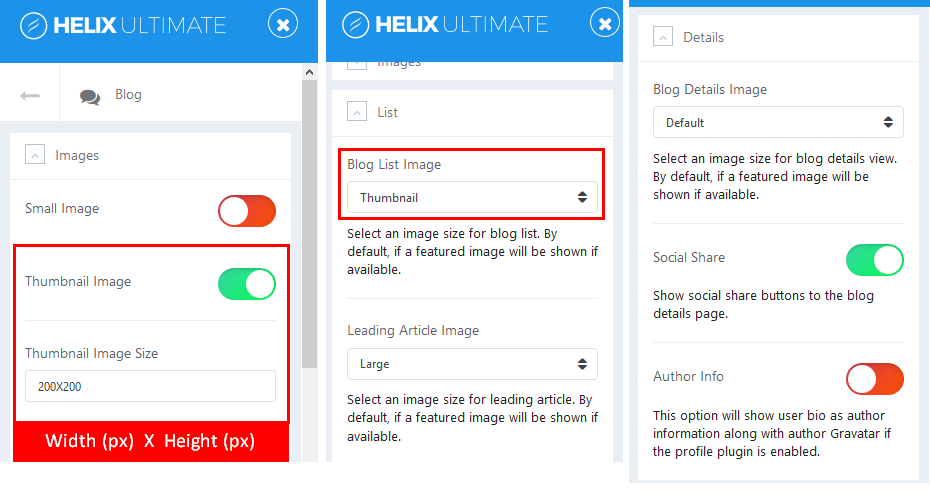 HELIX ULTIMATE
Blog
Images
Small Image
Thumbnail Image
Thumbnail Image Size
200X200
Width (px) X Height (px)
HELIX ULTIMATE
Images
List
Blog List Image
Thumbnail
Select an image size for blog list. By
default, if a featured image will be shown if
available.
Leading Article Image
Large
Select an image size for leading article. By
default, if a featured image will be shown if
available.
Details
Blog Details Image
Default
Select an image size for blog details view.
By default, if a featured image will be
shown if available.
Social Share
Show social share buttons to the blog
details page.
Author Info
This option will show user bio as author
information along with author Gravatar if
the profile plugin is enabled.